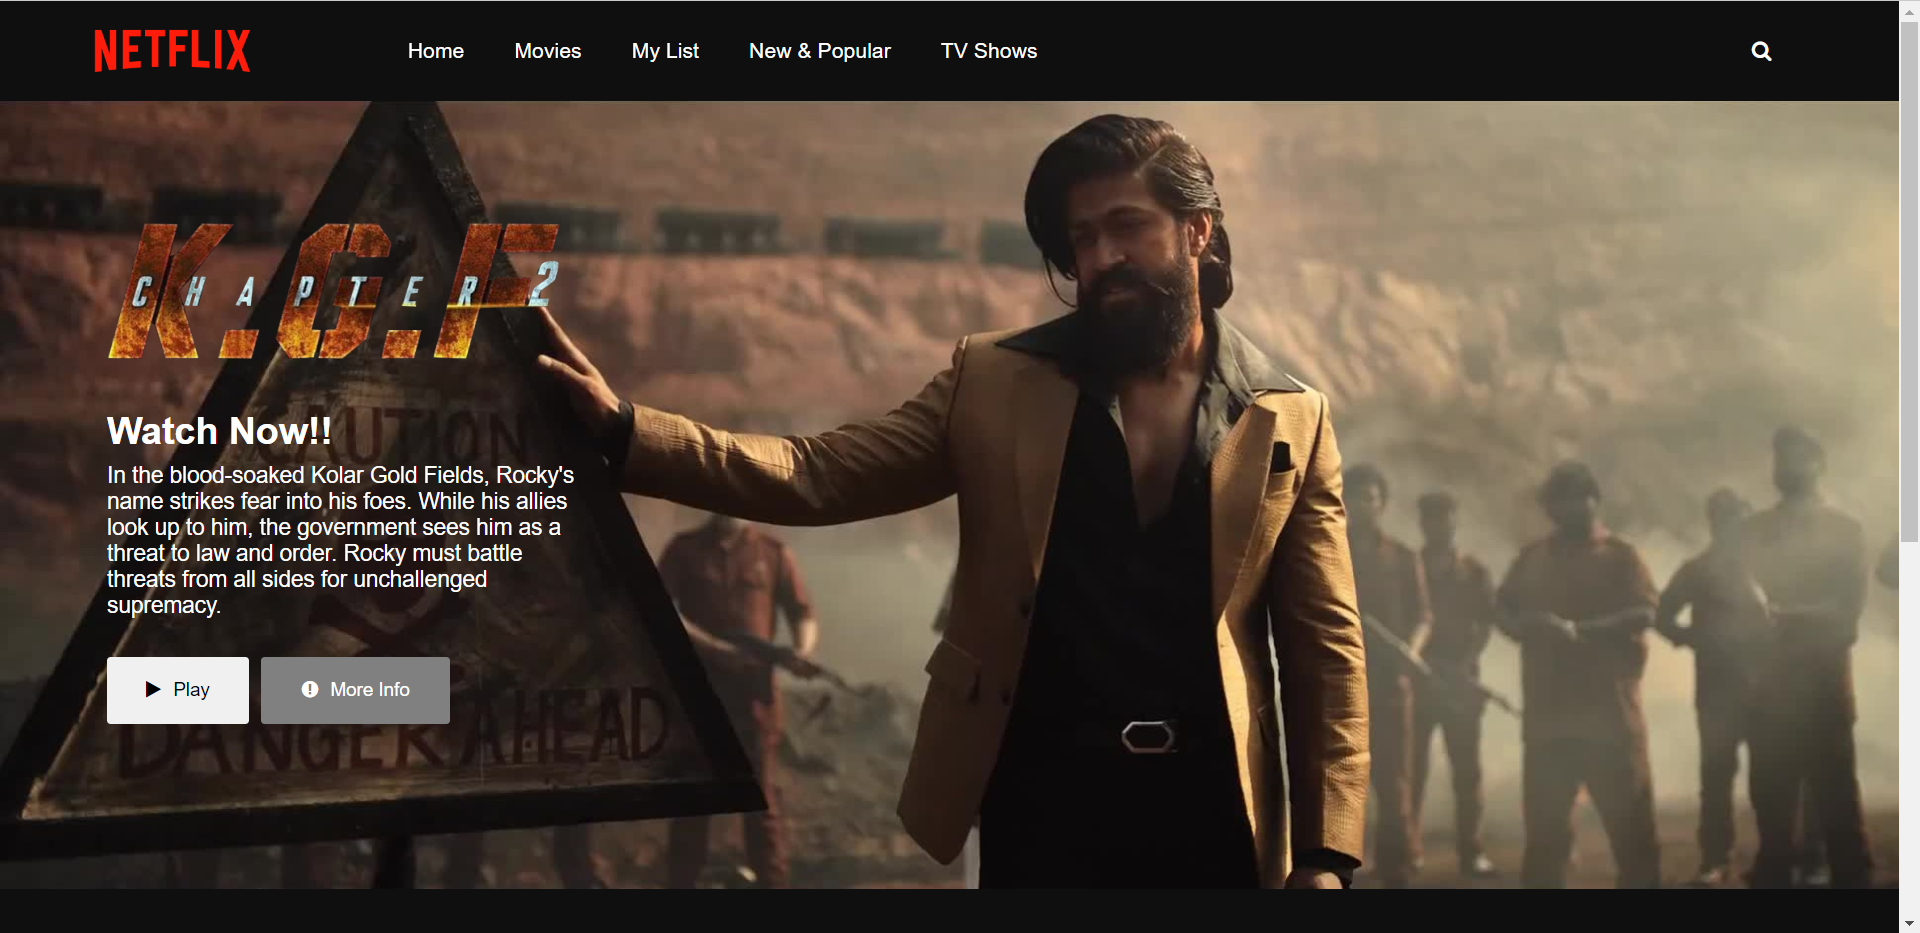 NETFLIX
Home
Movies
My List
New & Popular
TV Shows
K.G.F
CHAPTER 2
CAUTION
Watch Now!!
In the blood-soaked Kolar Gold Fields, Rocky's
name strikes fear into his foes. While his allies
look up to him, the government sees him as a
threat to law and order. Rocky must battle
threats from all sides for unchallenged
supremacy.
Play
More Info
DANGER AHEAD